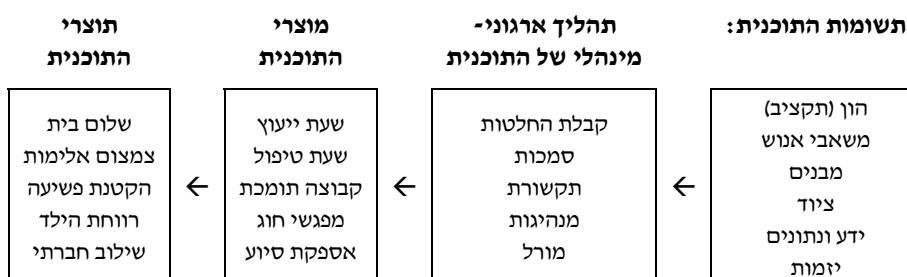 תשומות התוכנית:
הון (תקציב)
משאבי אנוש
מבנים
ציוד
ידע ונתונים
יזמות
תהליך ארגוני-
מינהלי של התוכנית
קבלת החלטות
סמכות
תקשורת
מנהיגות
מורל
מוצרי
התוכנית
שעת ייעוץ
שעת טיפול
קבוצה תומכת
מפגשי חוג
אספקת סיוע
תוצרי
התוכנית
שלום בית
צמצום אלימות
הקטנת פשיעה
רווחת הילד
שילוב חברתי